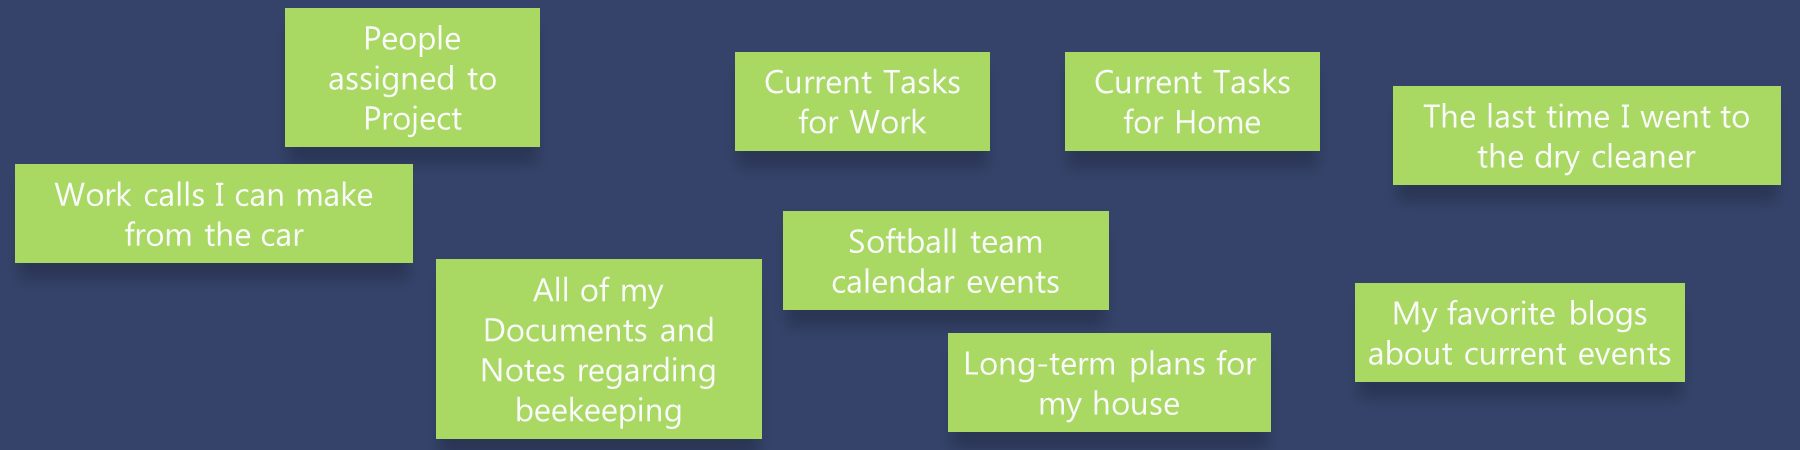 People
assigned to
Project
Current Tasks
for Work
Current Tasks
for Home
The last time I went to
the dry cleaner
Work calls I can make
from the car
Softball team
calendar events
All of my
Documents and
Notes regarding
beekeeping
My favorite blogs
about current events
Long-term plans for
my house